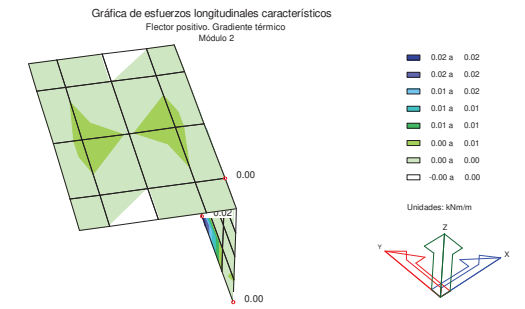 Gráfica de esfuerzos longitudinales característicos
Flector positivo. Gradiente térmico
Módulo 2
0.02 a 0.02
0.02 a 0.02
0.01 a 0.02
0.01 a 0.01
0.01 a 0.01
0.00 a 0.01
0.00 a 0.00
-0.00 a 0.00
0.00
Unidades: kNm/m
0.02
Z
Y
X
0.00